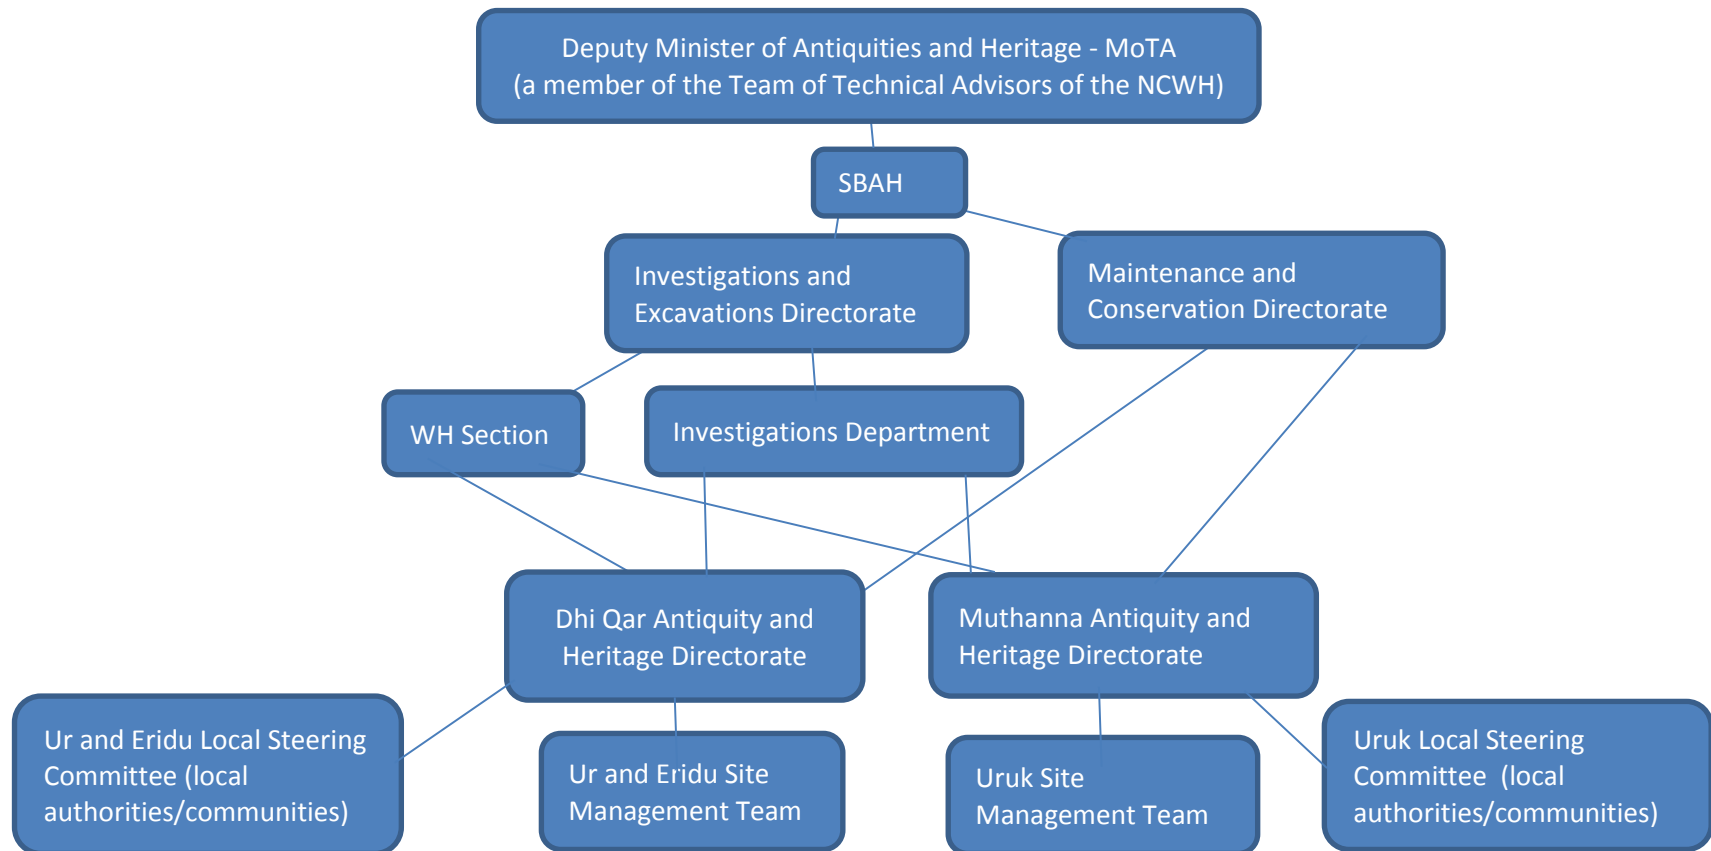 Deputy Minister of Antiquities and Heritage - MoTA
(a member of the Team of Technical Advisors of the NCWH)
SBAH
Investigations and
Excavations Directorate
Maintenance and
Conservation Directorate
WH Section
Investigations Department
Dhi Qar Antiquity and
Heritage Directorate
Muthanna Antiquity and
Heritage Directorate
Ur and Eridu Local Steering
Committee (local
authorities/communities)
Ur and Eridu Site
Management Team
Uruk Site
Management Team
Uruk Local Steering
Committee (local
authorities/communities)